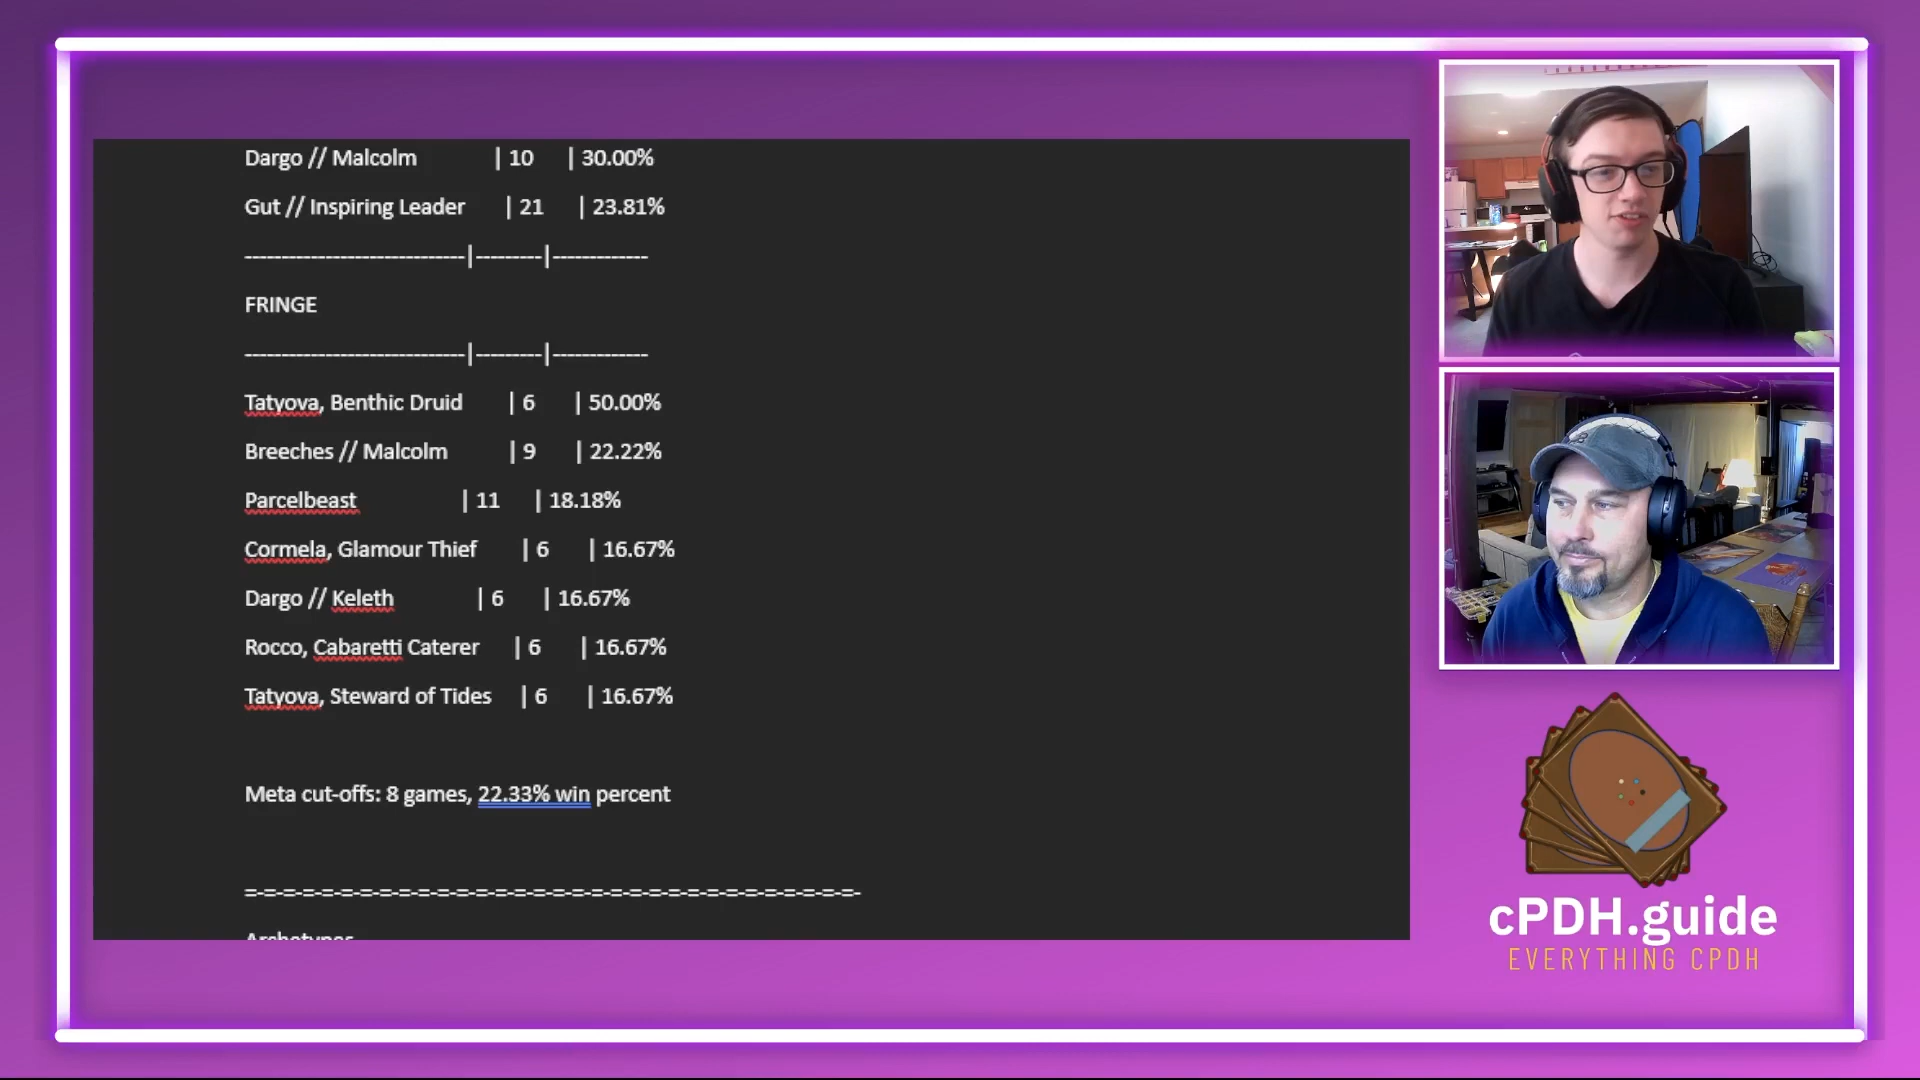 Dargo // Malcolm | 10 | 30.00%
Gut // Inspiring Leader | 21 | 23.81%
------------------------------|---------|-------------
FRINGE
------------------------------|---------|-------------
Tatyova, Benthic Druid | 6 | 50.00%
Breeches // Malcolm | 9 | 22.22%
Parcelbeast | 11 | 18.18%
Cormela, Glamour Thief | 6 | 16.67%
Dargo // Keleth | 6 | 16.67%
Rocco, Cabaretti Caterer | 6 | 16.67%
Tatyova, Steward of Tides | 6 | 16.67%
Meta cut-offs: 8 games, 22.33% win percent
=-=-=-=-=-=-=-=-=-=-=-=-=-=-=-=-=-=-=-=-=-=-=-=-=-=-=-=-=-=-=-=-
Archetypes
cPDH.guide
EVERYTHING CPDH